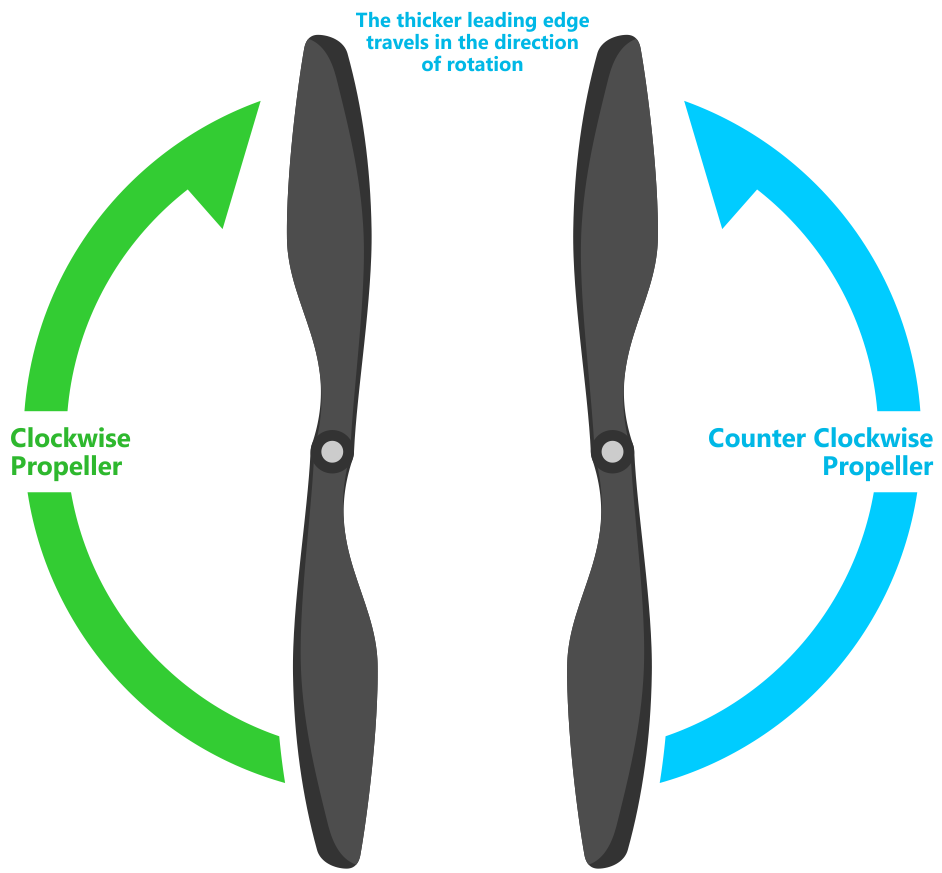 The thicker leading edge
travels in the direction
of rotation
Clockwise
Propeller
Counter Clockwise
Propeller